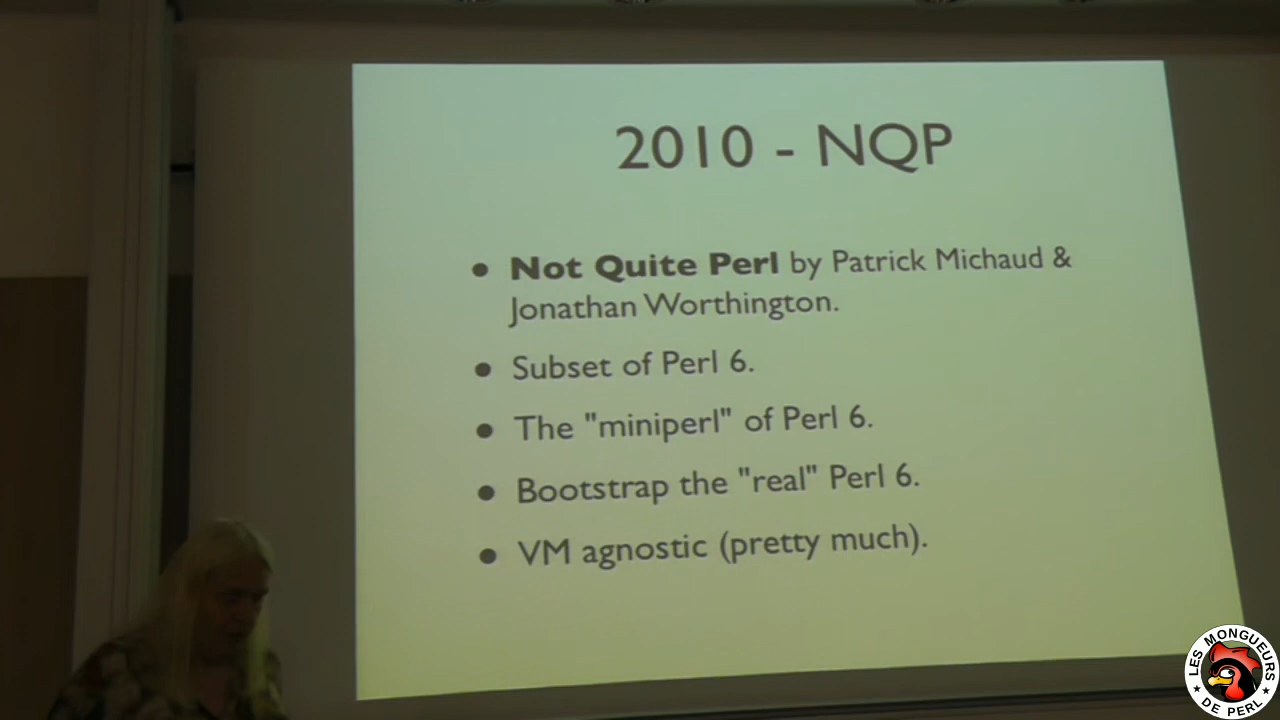 2010 - NQP
• Not Quite Perl by Patrick Michaud &
Jonathan Worthington.
• Subset of Perl 6.
• The "miniperl" of Perl 6.
• Bootstrap the "real" Perl 6.
• VM agnostic (pretty much).
LES MONGUEURS
★ DE PERL ★